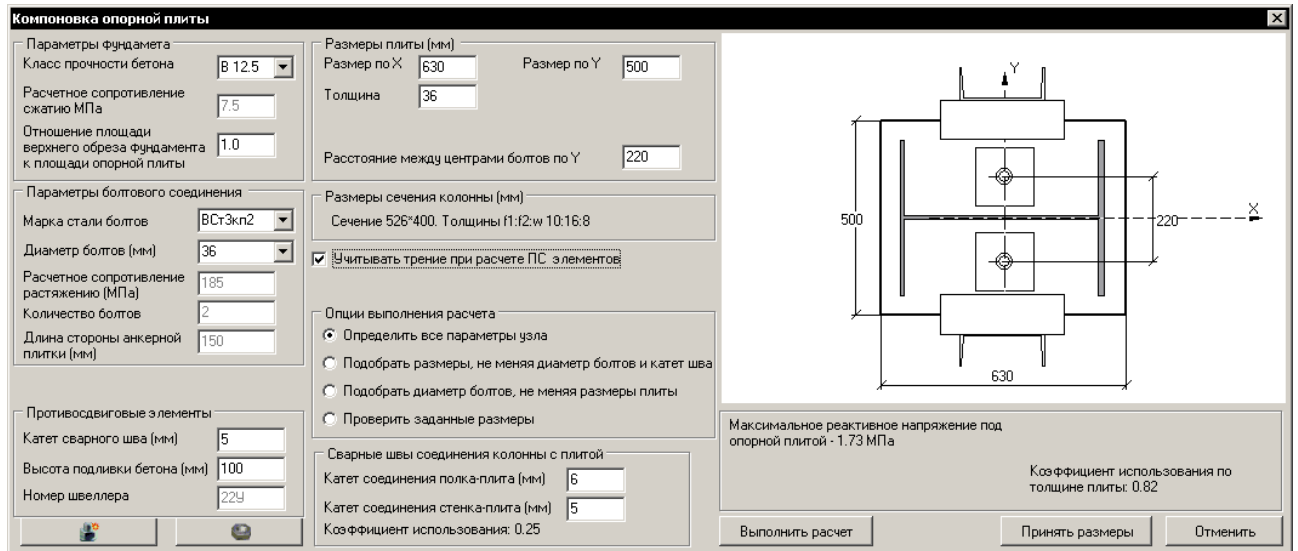 Компоновка опорной плиты
Параметры фундамета
Класс прочности бетона
В 12.5
Расчетное сопротивление
сжатию МПа
7.5
Отношение площади
верхнего обреза фундамента
к площади опорной плиты
1.0
Параметры болтового соединения
Марка стали болтов
ВСт3кп2
Диаметр болтов (мм)
36
Расчетное сопротивление
растяжению (МПа)
185
Количество болтов
2
Длина стороны анкерной
плитки (мм)
150
Противосдвиговые элементы
Катет сварного шва (мм)
5
Высота подливки бетона (мм)
100
Номер швеллера
22У
Размеры плиты (мм)
Размер по X
630
Размер по Y
500
Толщина
36
Расстояние между центрами болтов по Y
220
Размеры сечения колонны (мм)
Сечение 526*400. Толщины f1:f2:w 10:16:8
Учитывать трение при расчете ПС элементов
Опции выполнения расчета
Определить все параметры узла
Подобрать размеры, не меняя диаметр болтов и катет шва
Подобрать диаметр болтов, не меняя размеры плиты
Проверить заданные размеры
Сварные швы соединения колонны с плитой
Катет соединения полка-плита (мм)
6
Катет соединения стенка-плита (мм)
5
Коэффициент использования: 0.25
Y
X
500
220
630
Максимальное реактивное напряжение под
опорной плитой - 1.73 МПа
Коэффициент использования по
толщине плиты: 0.82
Выполнить расчет
Принять размеры
Отменить